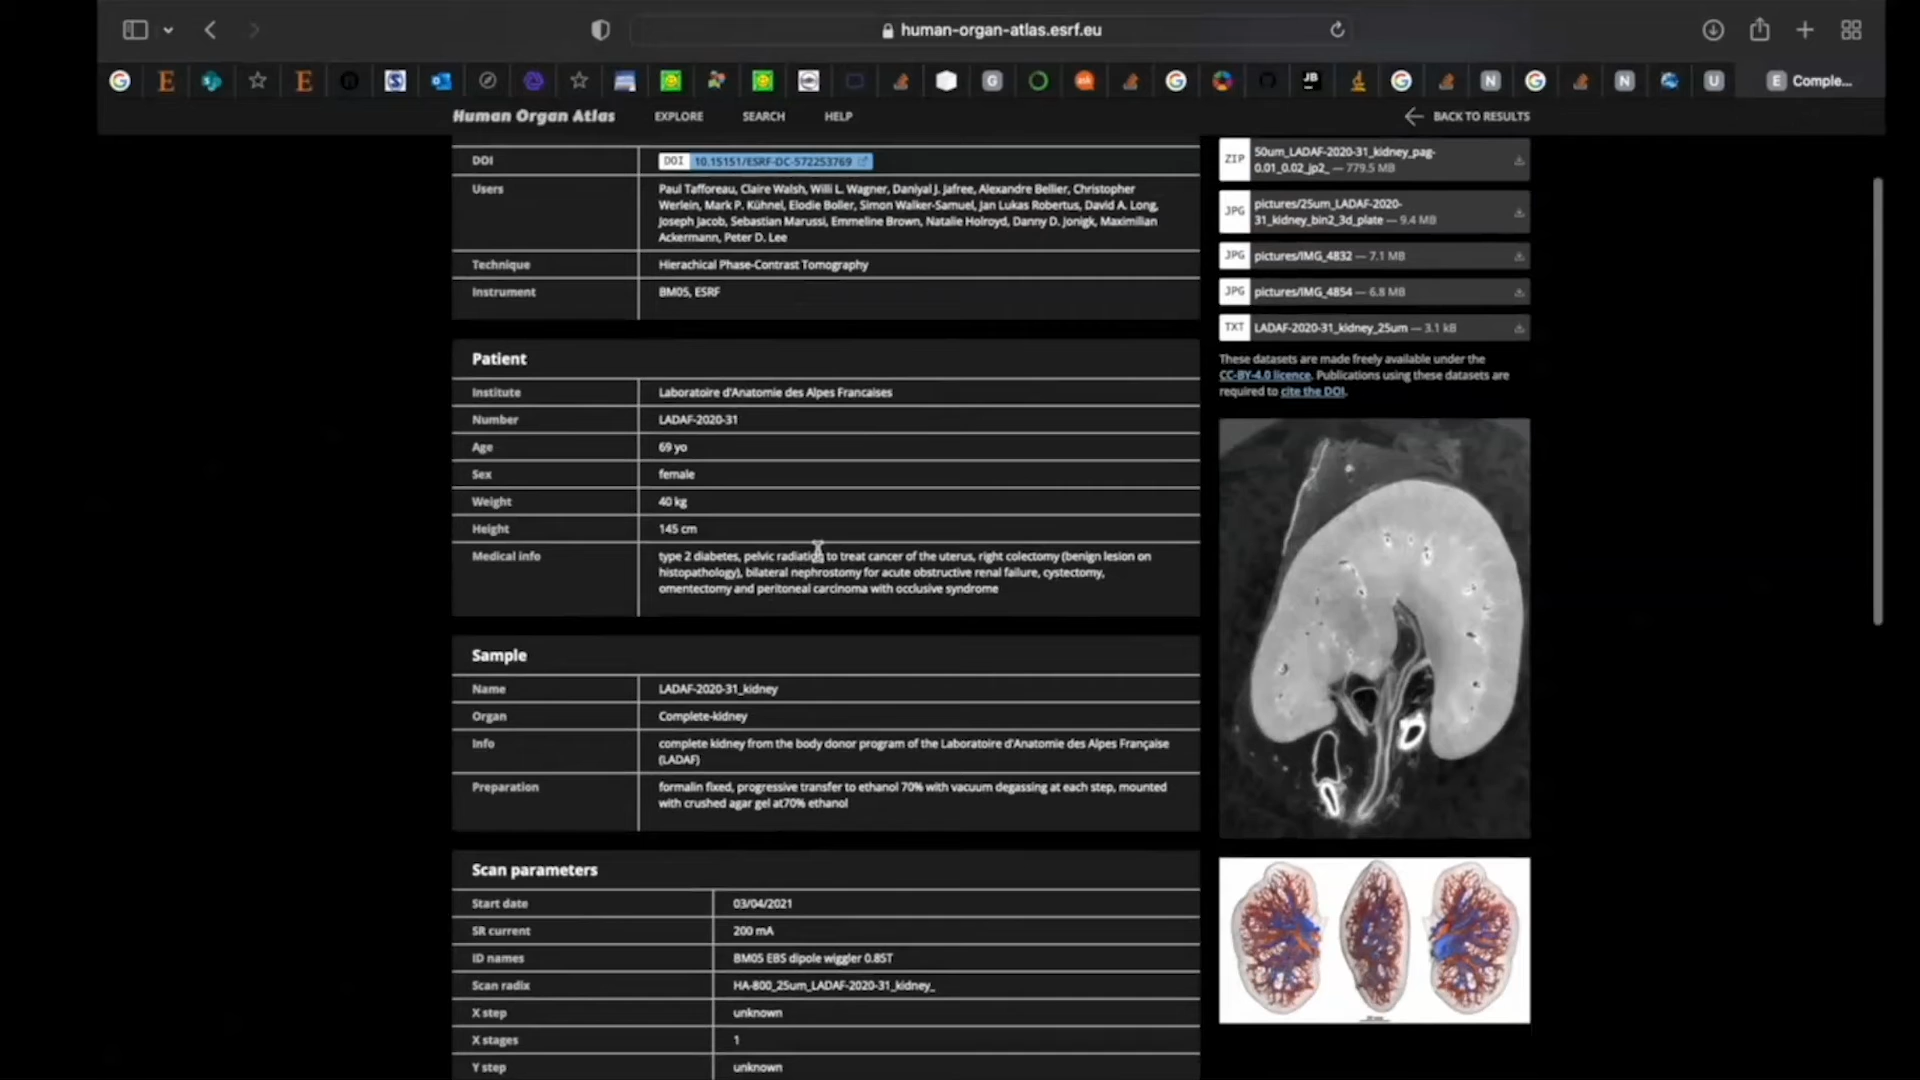 human-organ-atlas.esrf.eu
Comple...
Human Organ Atlas EXPLORE SEARCH HELP BACK TO RESULTS
DOI DOI 10.15151/ESRF-DC-572253769
Users Paul Tafforeau, Claire Walsh, Willi L. Wagner, Daniyal J. Jafree, Alexandre Bellier, Christopher
Werlein, Mark P. Kühnel, Elodie Boller, Simon Walker-Samuel, Jan Lukas Robertus, David A. Long,
Joseph Jacob, Sebastian Marussi, Emmeline Brown, Natalie Holroyd, Danny D. Jonigk, Maximilian
Ackermann, Peter D. Lee
Technique Hierachical Phase-Contrast Tomography
Instrument BM05, ESRF
Patient
Institute Laboratoire d'Anatomie des Alpes Francaises
Number LADAF-2020-31
Age 69 yo
Sex female
Weight 40 kg
Height 145 cm
Medical info type 2 diabetes, pelvic radiation to treat cancer of the uterus, right colectomy (benign lesion on
histopathology), bilateral nephrostomy for acute obstructive renal failure, cystectomy,
omentectomy and peritoneal carcinoma with occlusive syndrome
Sample
Name LADAF-2020-31_kidney
Organ Complete-kidney
Info complete kidney from the body donor program of the Laboratoire d'Anatomie des Alpes Française
(LADAF)
Preparation formalin fixed, progressive transfer to ethanol 70% with vacuum degassing at each step, mounted
with crushed agar gel at70% ethanol
Scan parameters
Start date 03/04/2021
SR current 200 mA
ID names BM05 EBS dipole wiggler 0.85T
Scan radix HA-800_25um_LADAF-2020-31_kidney_
X step unknown
X stages 1
Y step unknown
ZIP 50um_LADAF-2020-31_kidney_pag-
0.01_0.02_jp2_ — 779.5 MB
JPG pictures/25um_LADAF-2020-
31_kidney_bin2_3d_plate — 9.4 MB
JPG pictures/IMG_4832 — 7.1 MB
JPG pictures/IMG_4854 — 6.8 MB
TXT LADAF-2020-31_kidney_25um — 3.1 kB
These datasets are made freely available under the
CC-BY-4.0 licence. Publications using these datasets are
required to cite the DOI.